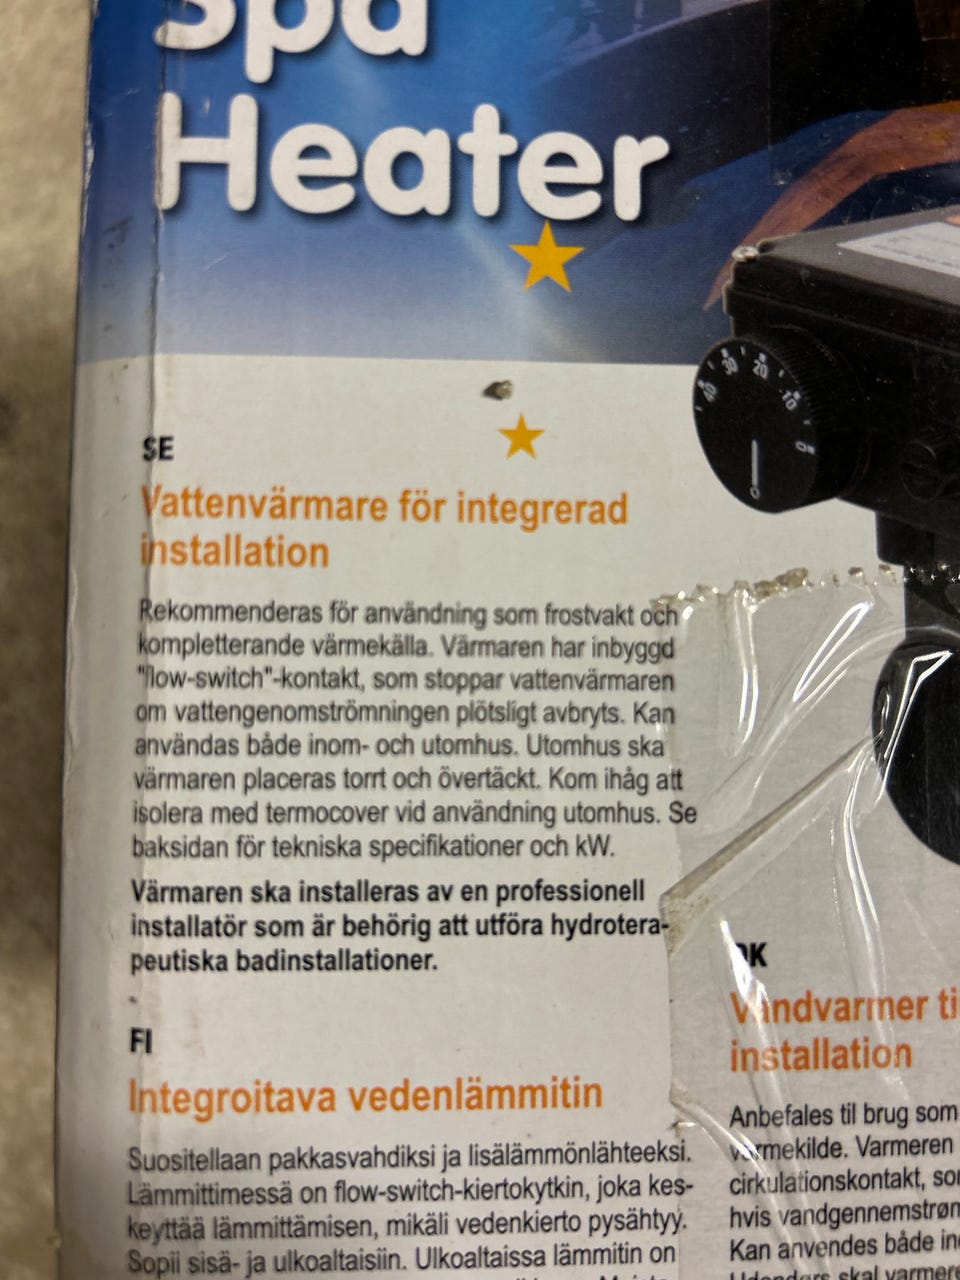 Spa
Heater
40 30 20 10 0
SE
Vattenvärmare för integrerad
installation
Rekommenderas för användning som frostvakt och
kompletterande värmekälla. Värmaren har inbyggd
"flow-switch"-kontakt, som stoppar vattenvärmaren
om vattengenomströmningen plötsligt avbryts. Kan
användas både inom- och utomhus. Utomhus ska
värmaren placeras torrt och övertäckt. Kom ihåg att
isolera med termocover vid användning utomhus. Se
baksidan för tekniska specifikationer och kW.
Värmaren ska installeras av en professionell
installatör som är behörig att utföra hydrotera-
peutiska badinstallationer.
FI
Integroitava vedenlämmitin
Suositellaan pakkasvahdiksi ja lisälämmönlähteeksi.
Lämmittimessä on flow-switch-kiertokytkin, joka kes-
keyttää lämmittämisen, mikäli vedenkierto pysähtyy.
Sopii sisä- ja ulkoaltaisiin. Ulkoaltaissa lämmitin on
DK
Vandvarmer ti
installation
Anbefales til brug som
varmekilde. Varmeren
cirkulationskontakt, so
hvis vandgennemstrøm
Kan anvendes både in
Udendørs skal varmere